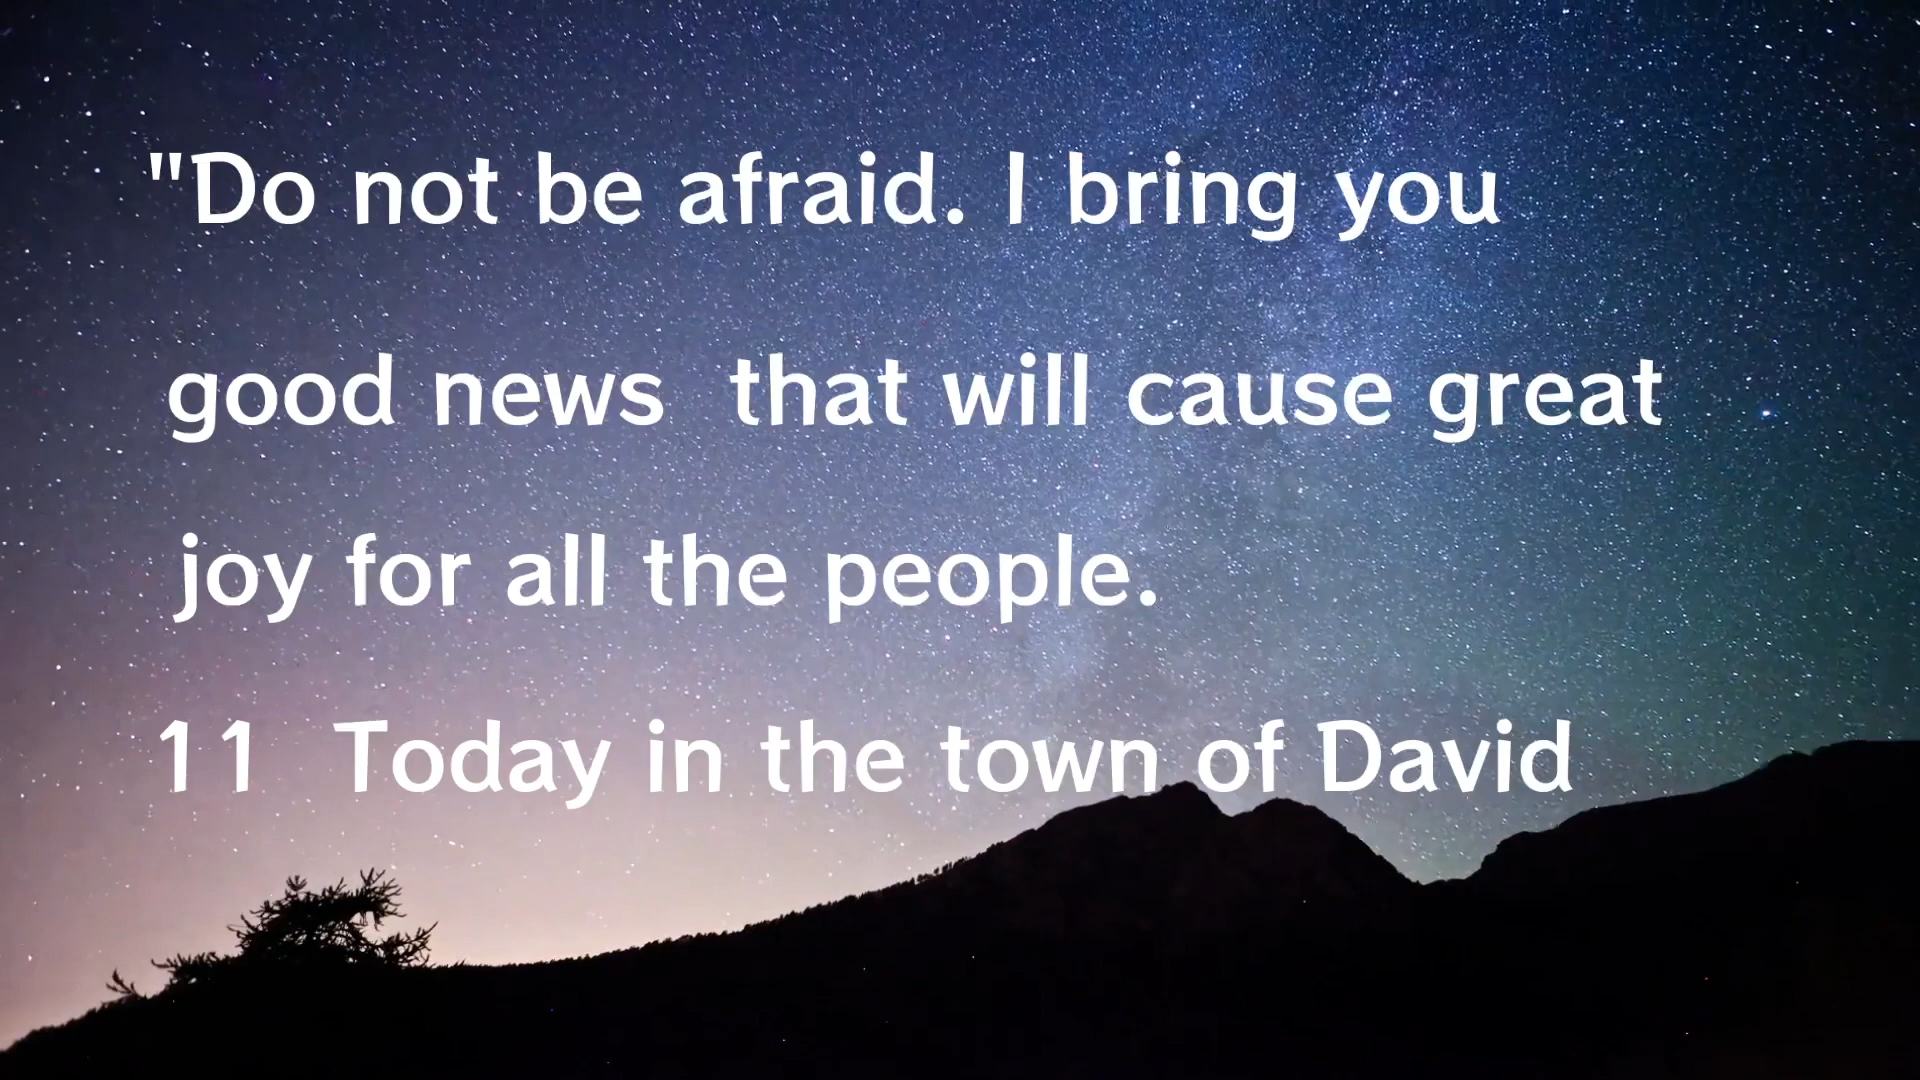 "Do not be afraid. I bring you
good news  that will cause great
joy for all the people.
11  Today in the town of David